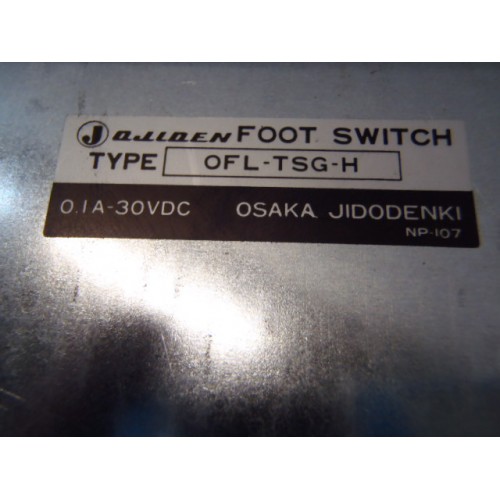 J OJIDEN FOOT SWITCH
TYPE OFL-TSG-H
0.1A-30VDC OSAKA JIDODENKI
NP-107